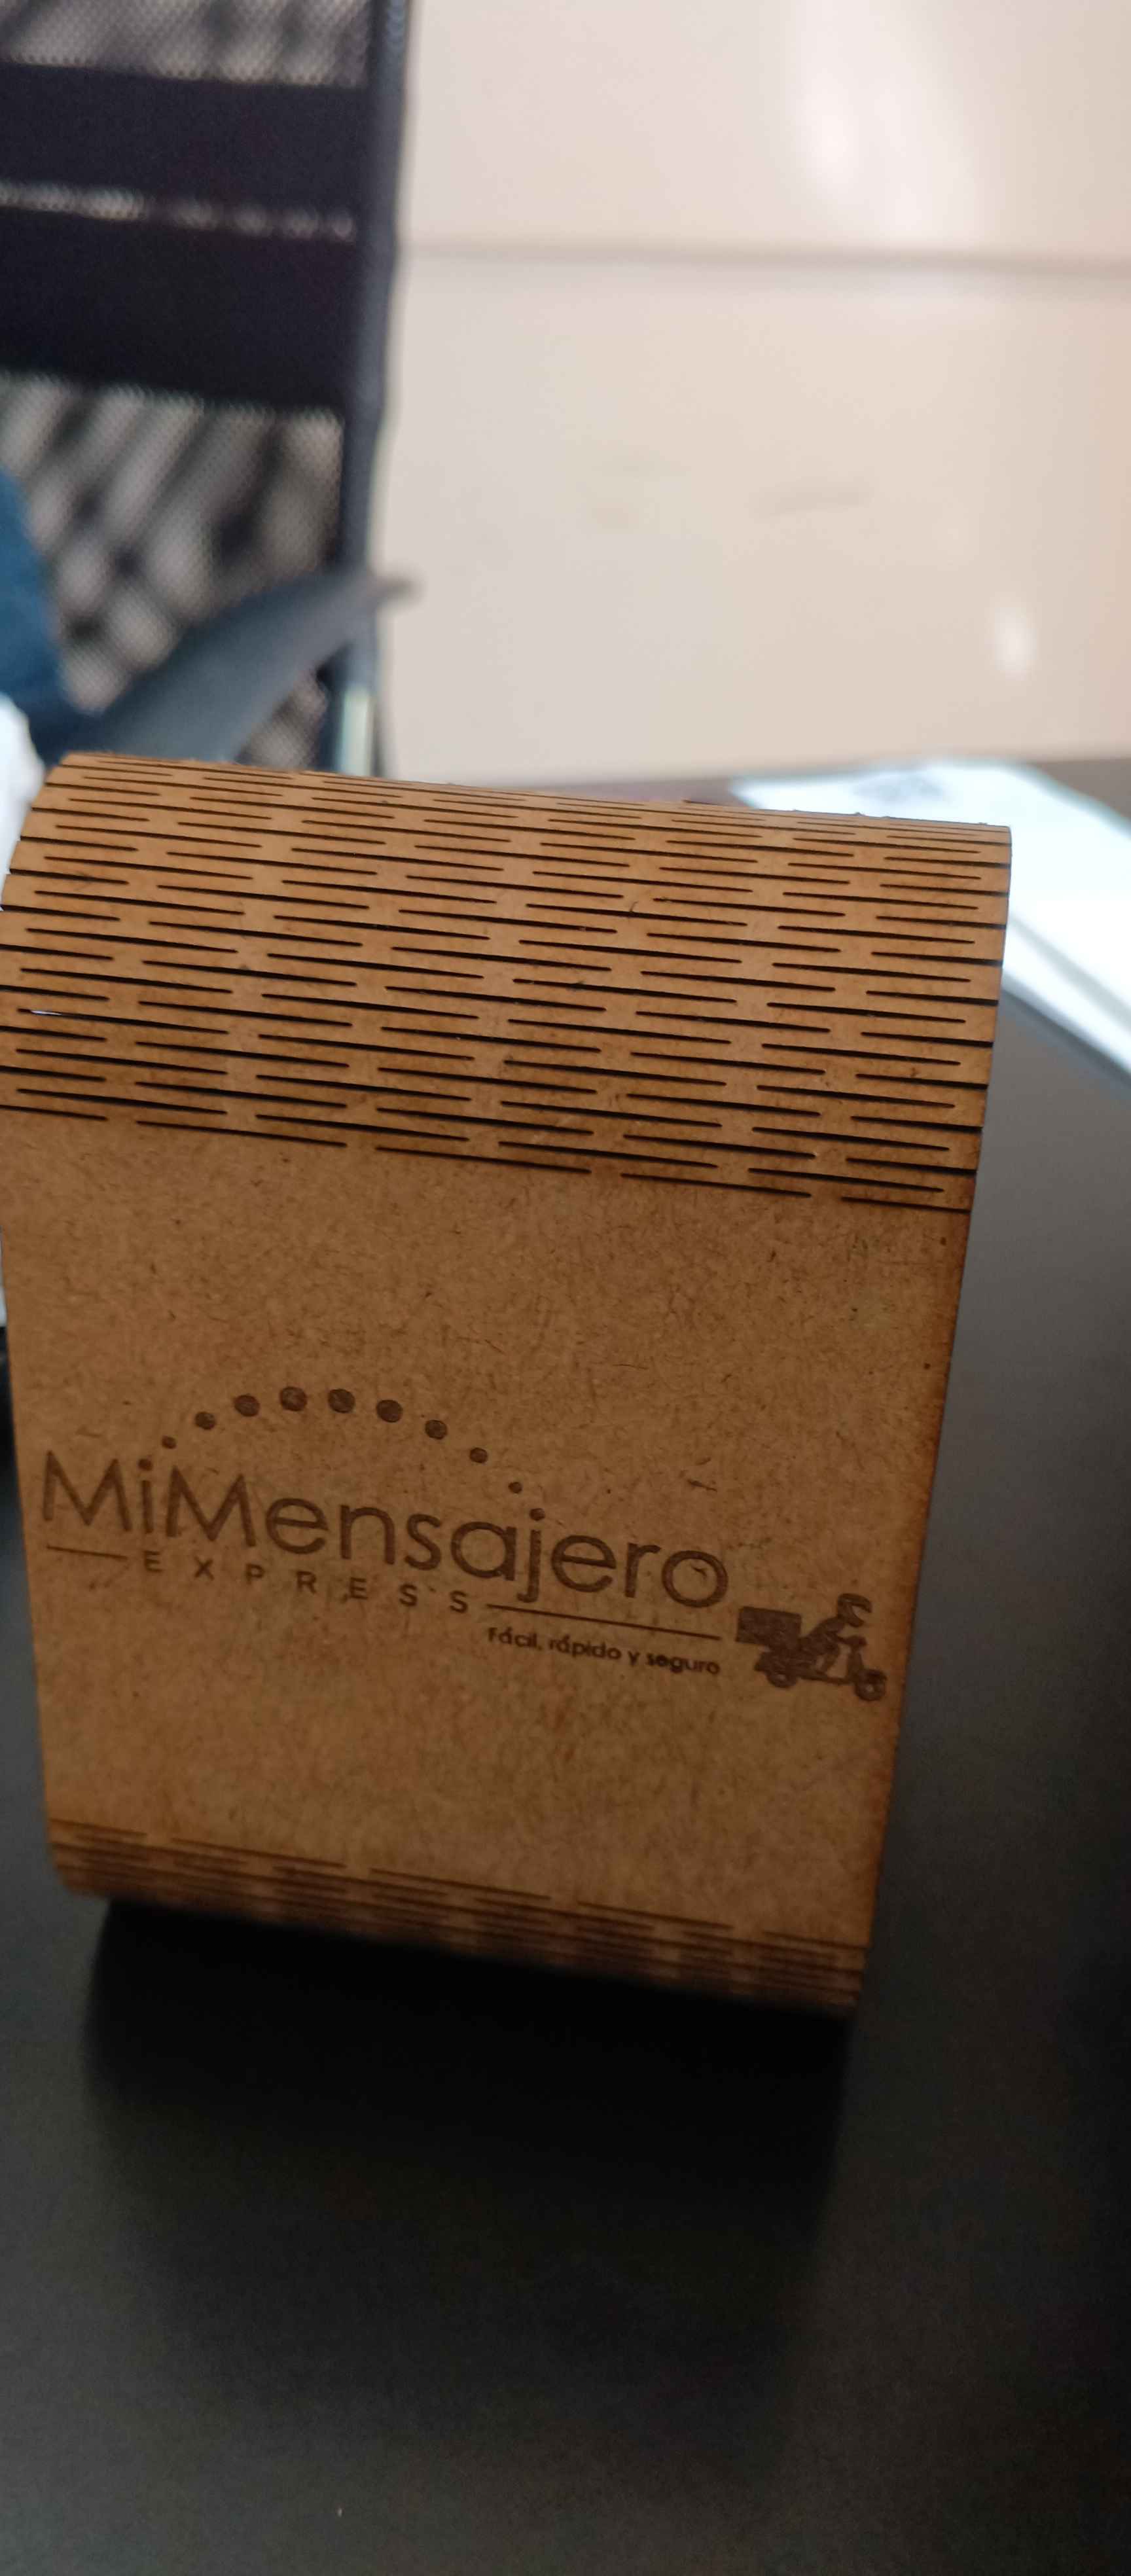 MiMensajero
EXPRESS
Fácil, rápido y seguro